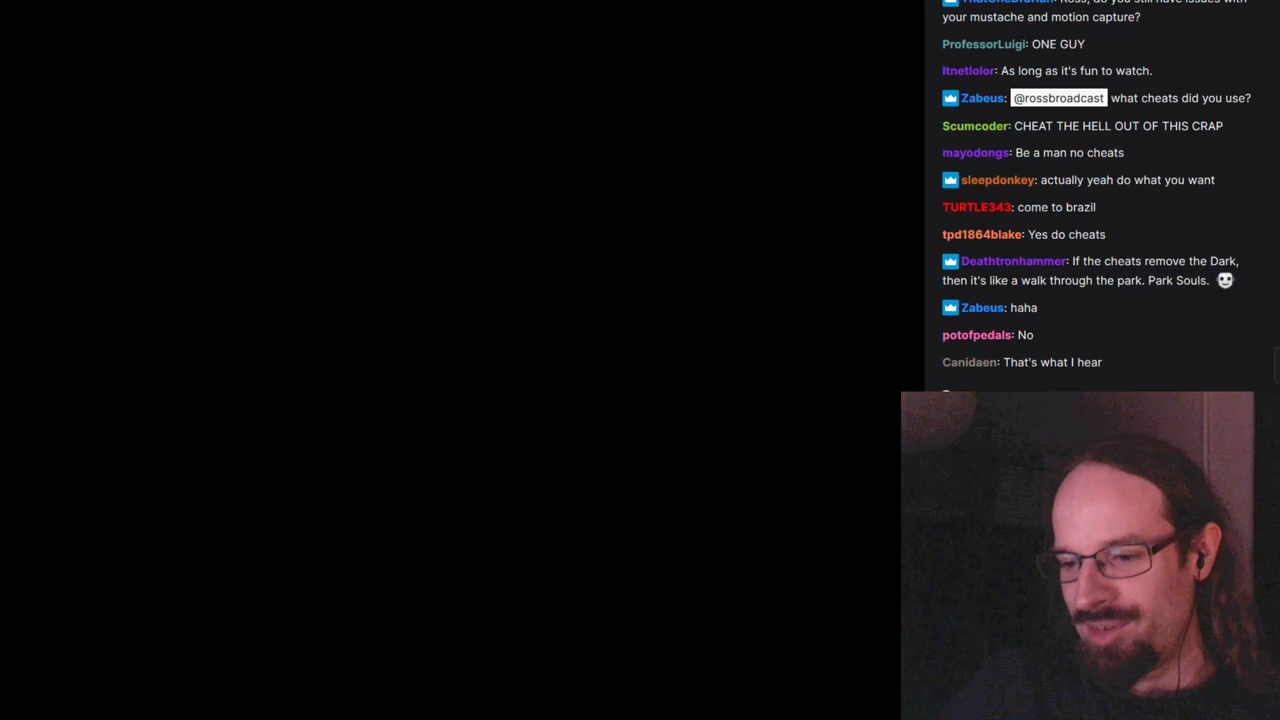 your mustache and motion capture?
ProfessorLuigi: ONE GUY
ltnetlolor: As long as it's fun to watch.
Zabeus: @rossbroadcast what cheats did you use?
Scumcoder: CHEAT THE HELL OUT OF THIS CRAP
mayodongs: Be a man no cheats
sleepdonkey: actually yeah do what you want
TURTLE343: come to brazil
tpd1864blake: Yes do cheats
Deathtronhammer: If the cheats remove the Dark,
then it's like a walk through the park. Park Souls.
Zabeus: haha
potofpedals: No
Canidaen: That's what I hear